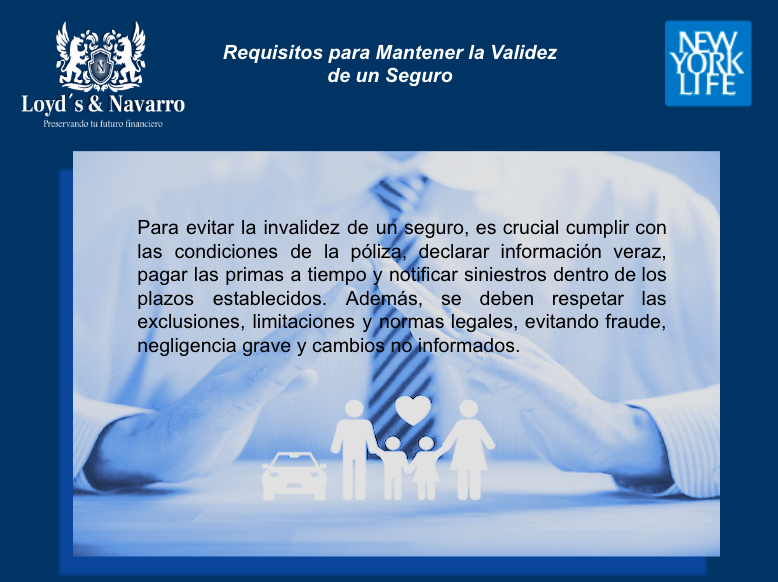 Requisitos para Mantener la Validez
de un Seguro
Loyd´s & Navarro
Preservando tu futuro financiero
NEW
YORK
LIFE
Para evitar la invalidez de un seguro, es crucial cumplir con
las condiciones de la póliza, declarar información veraz,
pagar las primas a tiempo y notificar siniestros dentro de los
plazos establecidos. Además, se deben respetar las
exclusiones, limitaciones y normas legales, evitando fraude,
negligencia grave y cambios no informados.